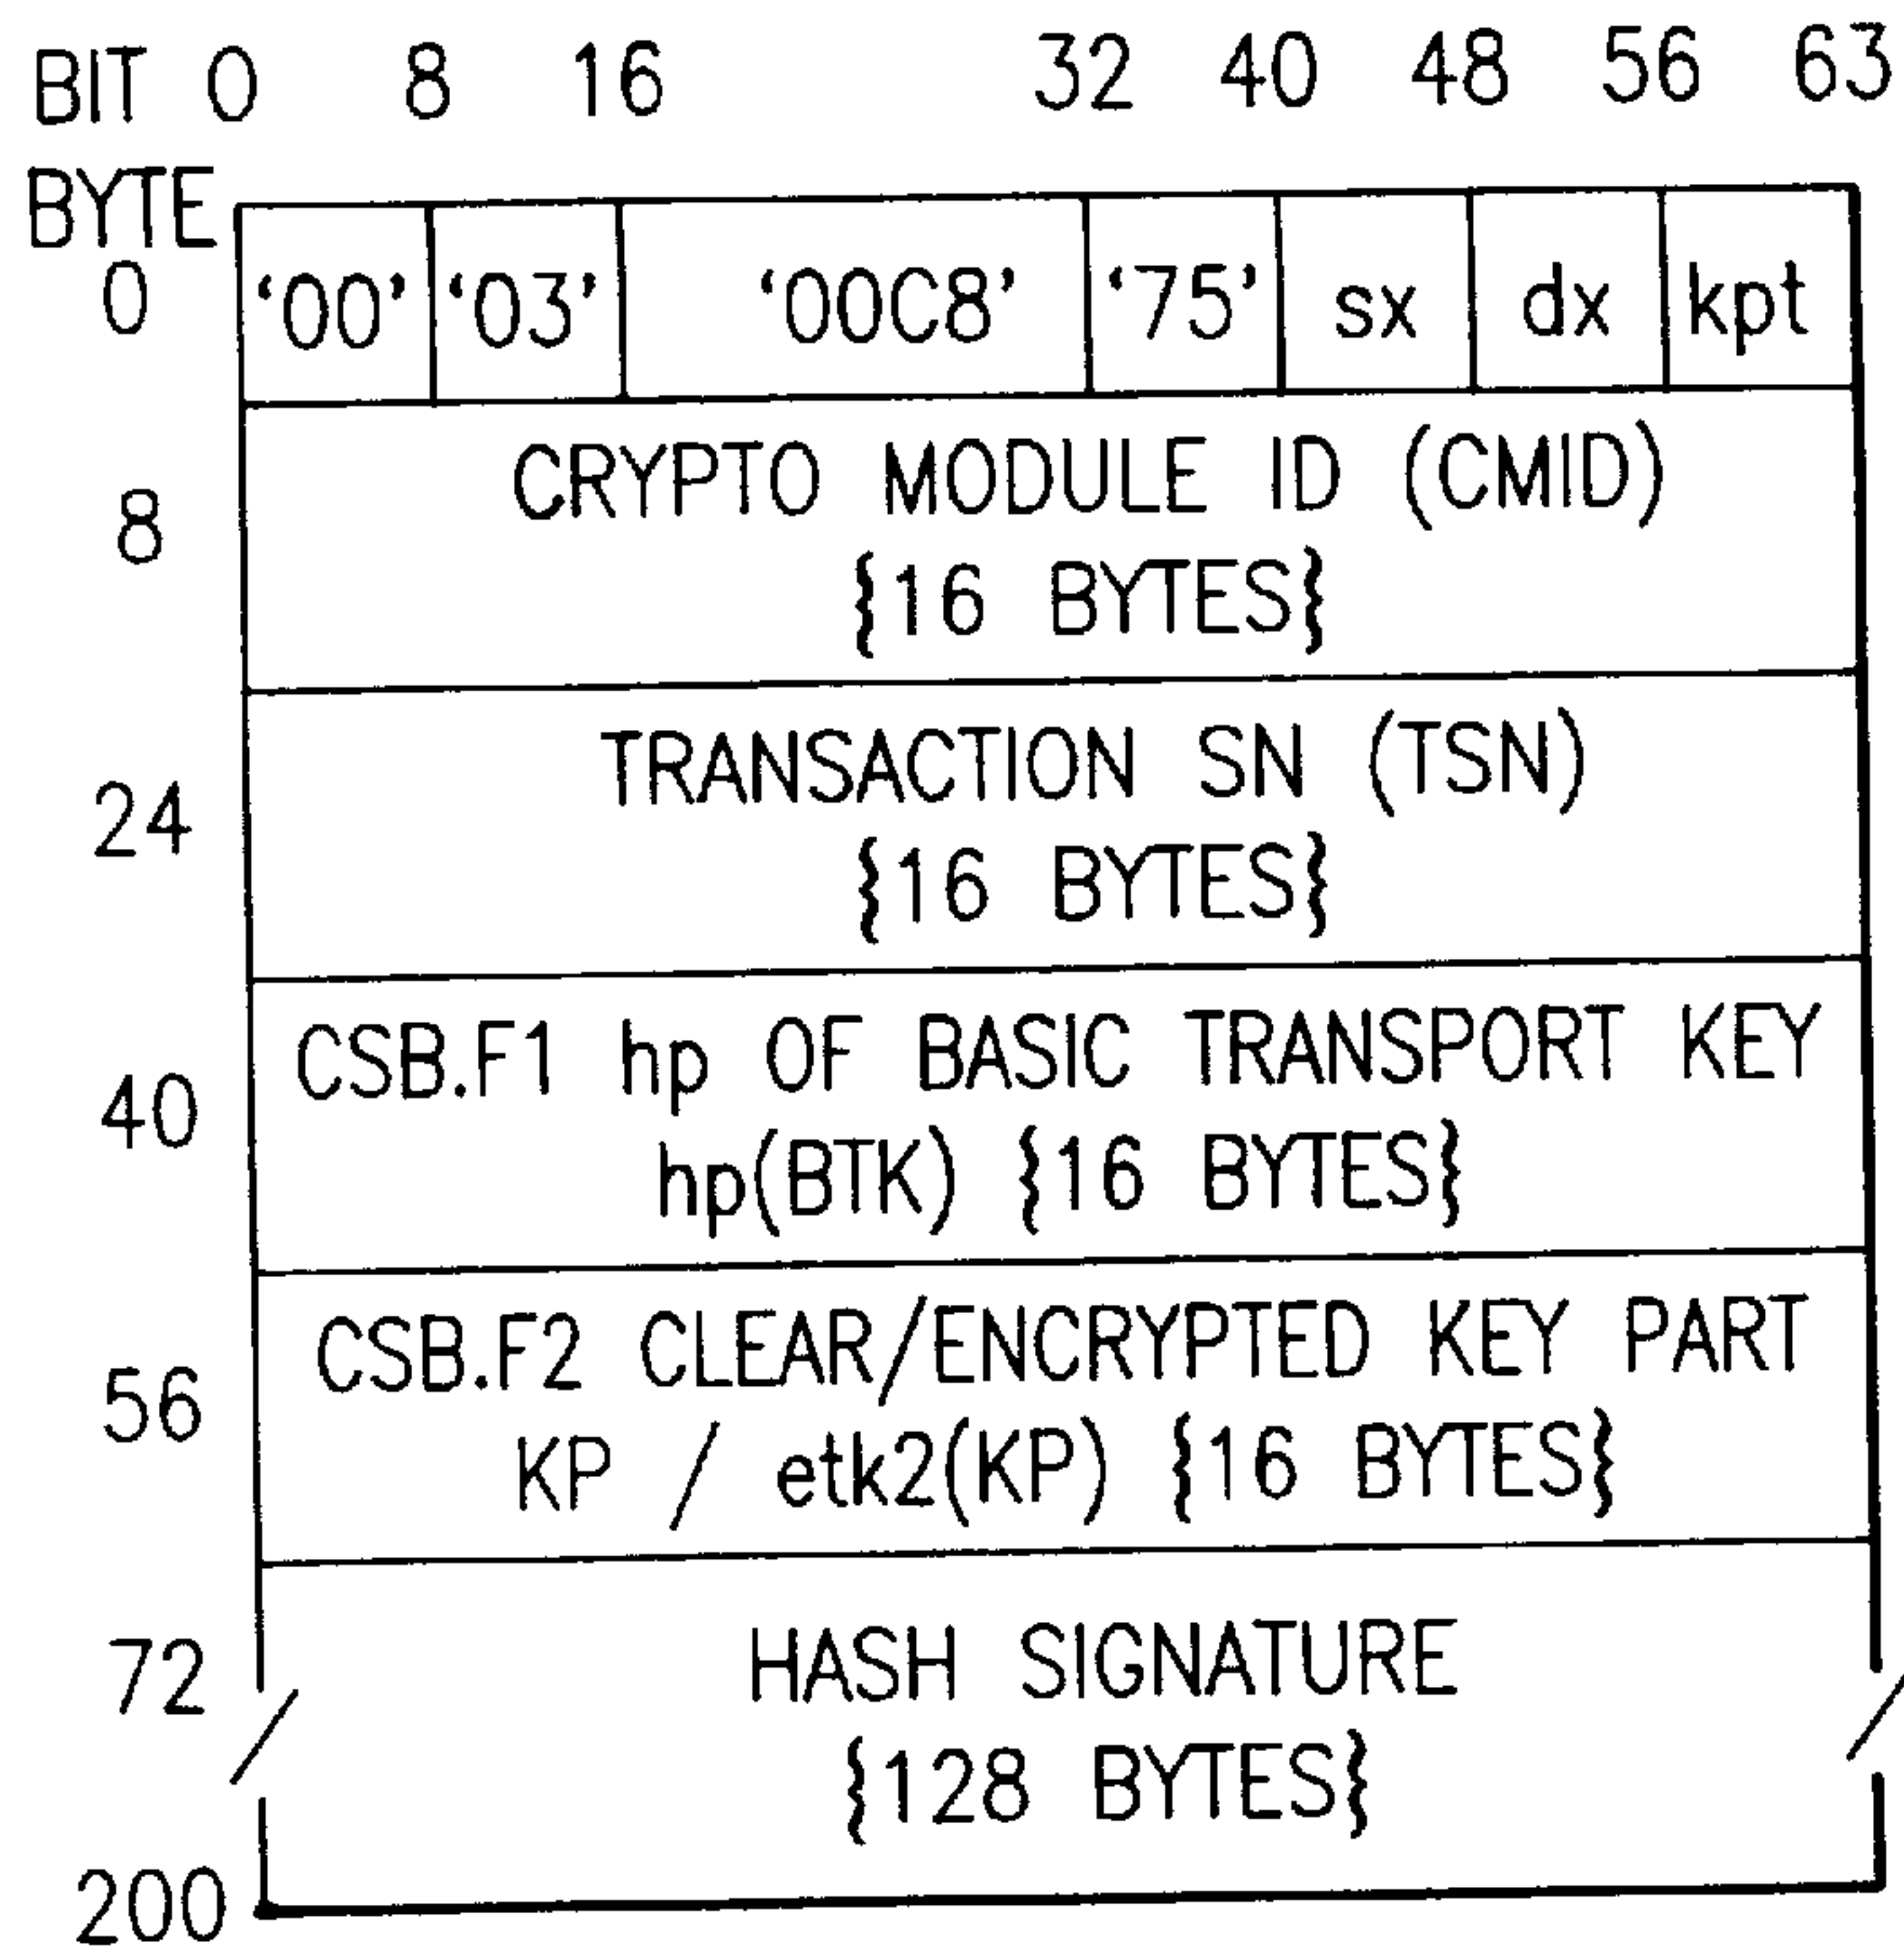 BIT 0 8 16 32 40 48 56 63
BYTE
0 ‘00’ ‘03’ ‘00C8’ ‘75’ sx dx kpt
CRYPTO MODULE ID (CMID)
8
{16 BYTES}
TRANSACTION SN (TSN)
24
{16 BYTES}
CSB.F1 hp OF BASIC TRANSPORT KEY
40
hp(BTK) {16 BYTES}
CSB.F2 CLEAR/ENCRYPTED KEY PART
56
KP / etk2(KP) {16 BYTES}
72 HASH SIGNATURE
{128 BYTES}
200